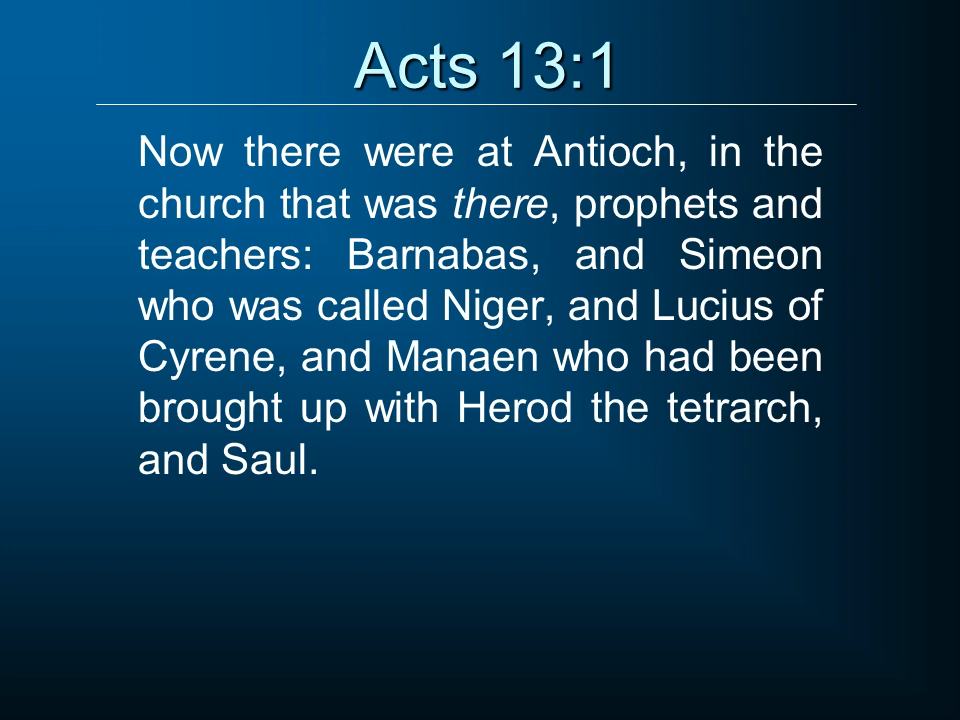 Acts 13:1
Now there were at Antioch, in the
church that was there, prophets and
teachers: Barnabas, and Simeon
who was called Niger, and Lucius of
Cyrene, and Manaen who had been
brought up with Herod the tetrarch,
and Saul.